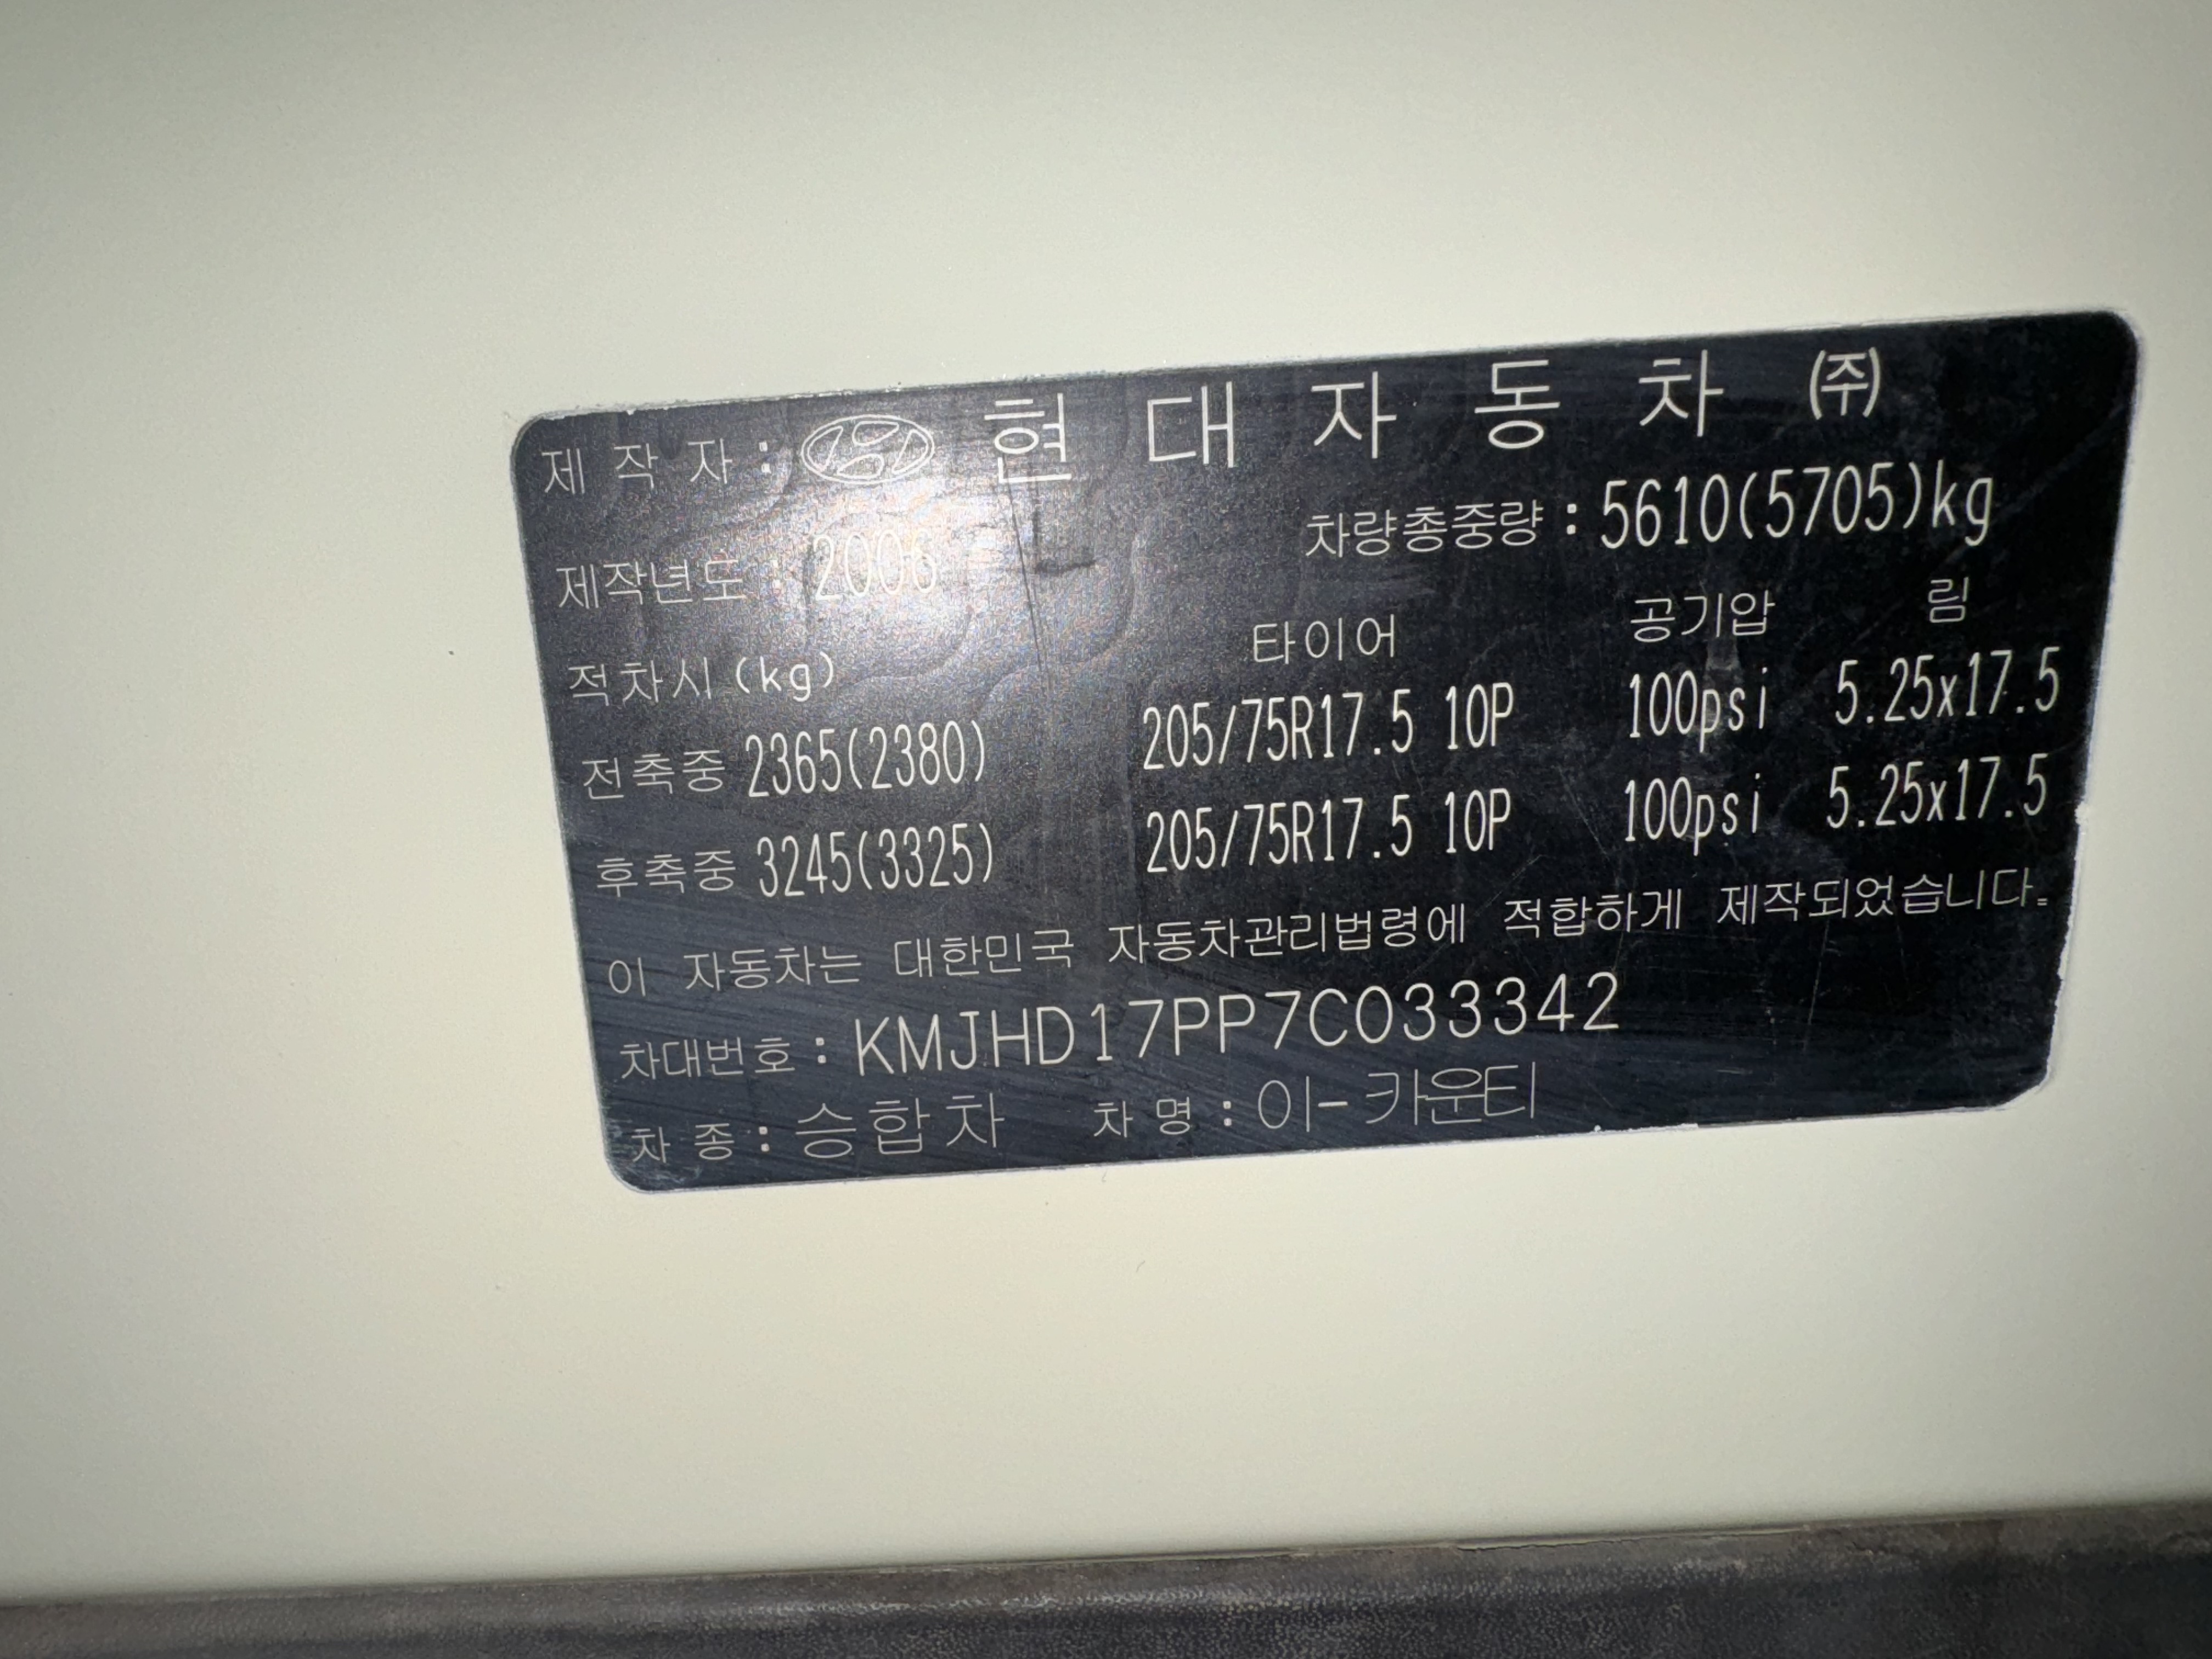 제 작 자 : 현 대 자 동 차 ㈜
제작년도 : 2006 차량총중량 : 5610(5705)kg
적차시 (kg) 타이어 공기압 림
전축중 2365(2380) 205/75R17.5 10P 100psi 5.25x17.5
후축중 3245(3325) 205/75R17.5 10P 100psi 5.25x17.5
이 자동차는 대한민국 자동차관리법령에 적합하게 제작되었습니다.
차대번호 : KMJHD17PP7C033342
차 종 : 승합차 차 명 : 이-카운티